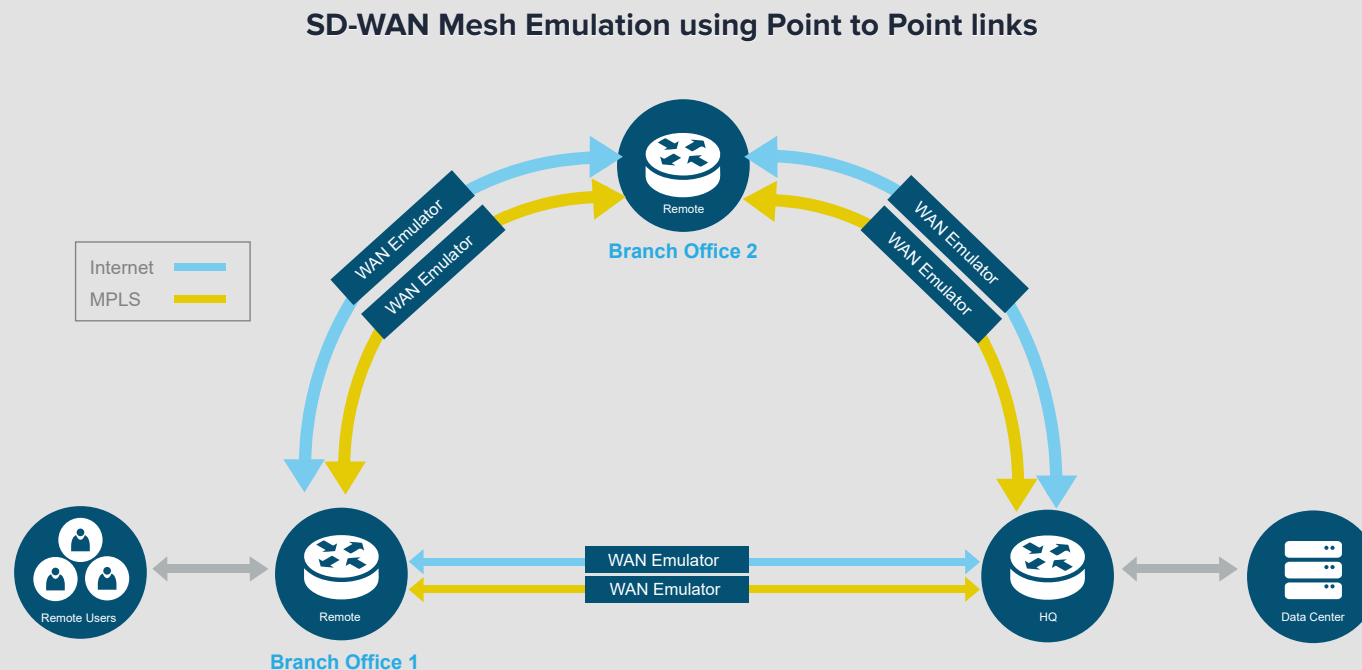 SD-WAN Mesh Emulation using Point to Point links
Remote
Branch Office 2
WAN Emulator
WAN Emulator
WAN Emulator
WAN Emulator
Internet
MPLS
WAN Emulator
WAN Emulator
Remote Users
Remote
HQ
Data Center
Branch Office 1